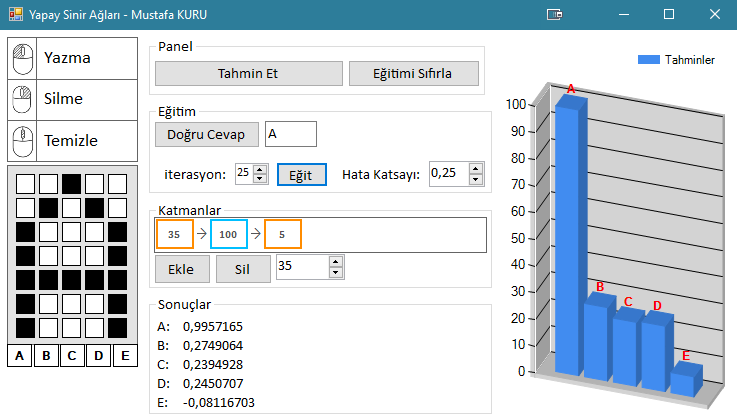 Yapay Sinir Ağları - Mustafa KURU
Yazma
Silme
Temizle
A B C D E
Panel
Tahmin Et Eğitimi Sıfırla
Eğitim
Doğru Cevap A
iterasyon: 25 Eğit Hata Katsayı: 0,25
Katmanlar
35 100 5
Ekle Sil 35
Sonuçlar
A: 0,9957165
B: 0,2749064
C: 0,2394928
D: 0,2450707
E: -0,08116703
Tahminler
100
90
80
70
60
50
40
30
20
10
0
A
B
C
D
E